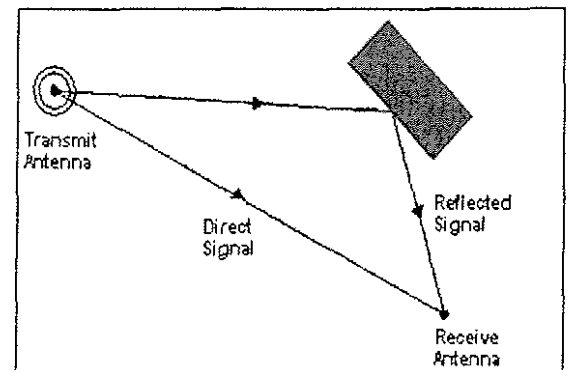 Transmit
Antenna
Direct
Signal
Reflected
Signal
Receive
Antenna